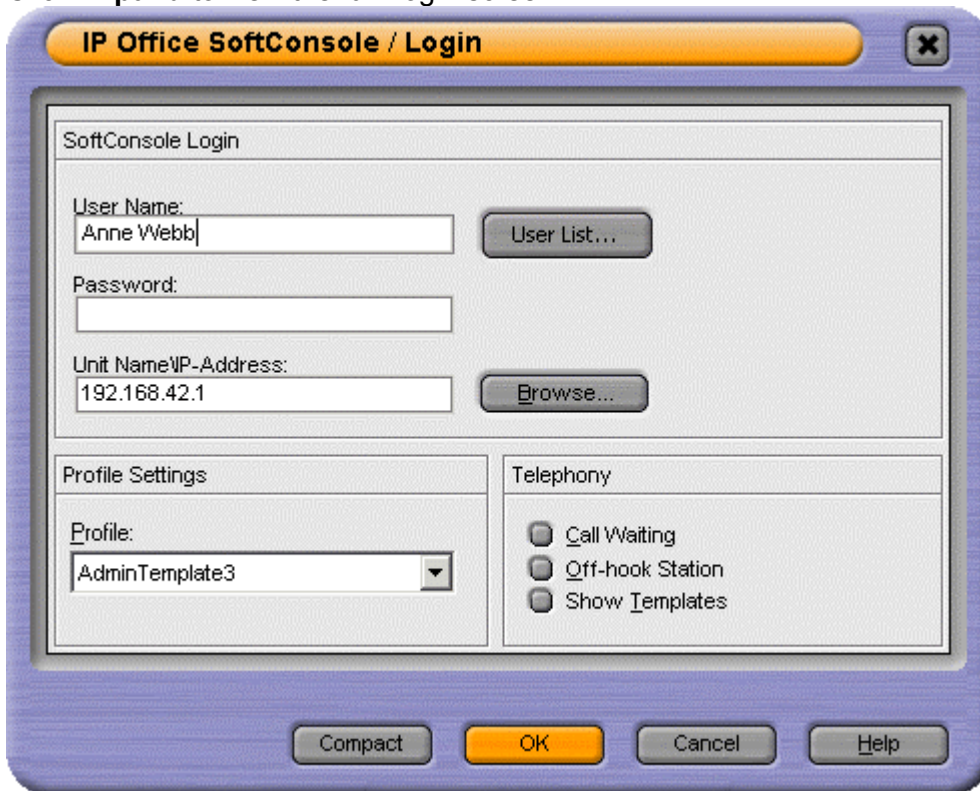 IP Office SoftConsole / Login
SoftConsole Login
User Name:
Anne Webb
User List...
Password:
Unit Name\IP-Address:
192.168.42.1
Browse...
Profile Settings
Profile:
AdminTemplate3
Telephony
Call Waiting
Off-hook Station
Show Templates
Compact
OK
Cancel
Help